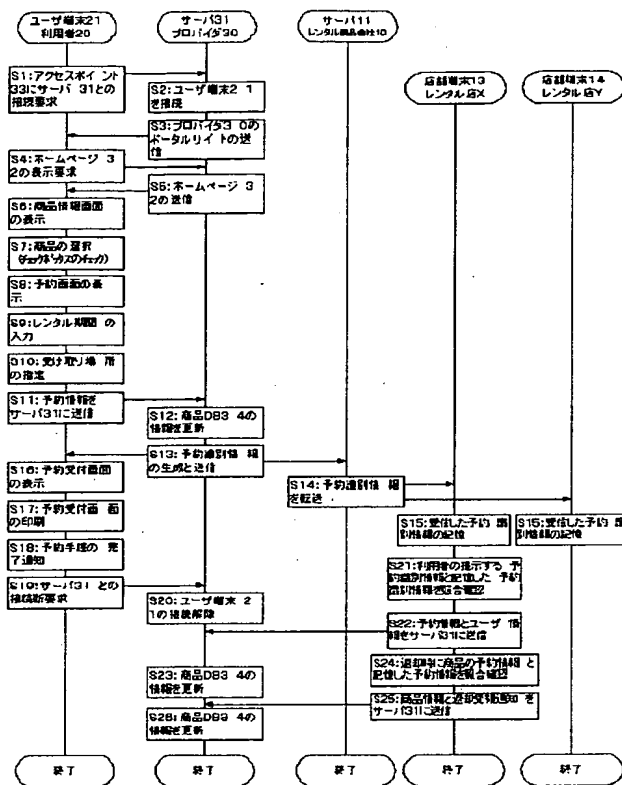 ユーザ端末21
利用者20
サーバ31
プロバイダ30
サーバ11
レンタル商品会社10
店舗端末13
レンタル店X
店舗端末14
レンタル店Y
S1:アクセスポイント
33にサーバ31との
接続要求
S2:ユーザ端末21
を接続
S3:プロバイダ30の
ポータルサイトの送
信
S4:ホームページ3
2の表示要求
S5:ホームページ3
2の送信
S6:商品情報画面
の表示
S7:商品の選択
(チェックボックスのチェック)
S8:予約画面の表
示
S9:レンタル期間の
入力
S10:受け取り場所
の指定
S11:予約情報を
サーバ31に送信
S12:商品DB34の
情報を更新
S13:予約識別情報
の生成と送信
S14:予約識別情報
を転送
S15:受信した予約識
別情報の記憶
S15:受信した予約識
別情報の記憶
S16:予約受付画面
の表示
S17:予約受付画面
の印刷
S18:予約手続の完
了通知
S19:サーバ31との
接続断要求
S20:ユーザ端末2
1の接続解除
S21:利用者の提示する予
約識別情報と記憶した予約
識別情報を照合確認
S22:予約情報とユーザ情
報をサーバ31に送信
S23:商品DB34の
情報を更新
S24:返却時に商品の予約情報と
記憶した予約情報を照合確認
S25:商品情報と返却受領通知を
サーバ31に送信
S26:商品DB34の
情報を更新
終了
終了
終了
終了
終了